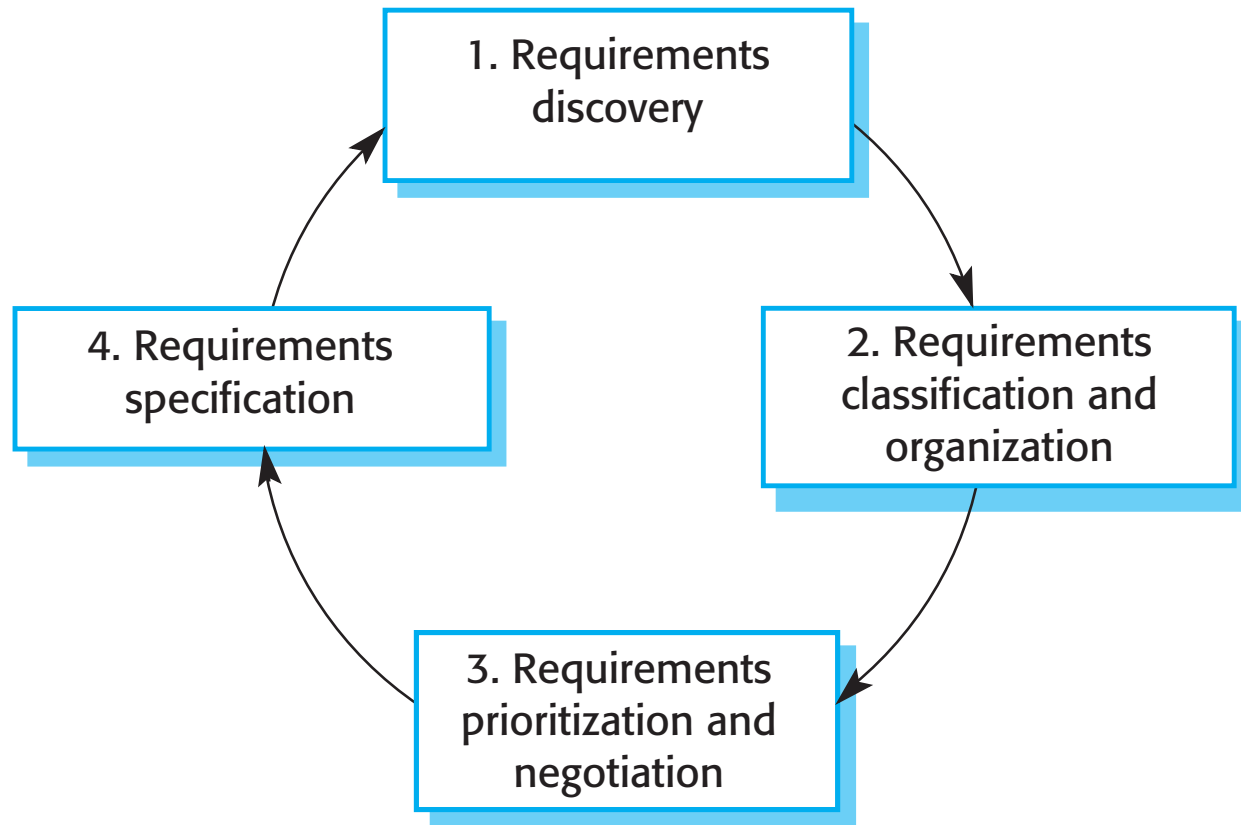 1. Requirements
discovery
2. Requirements
classification and
organization
3. Requirements
prioritization and
negotiation
4. Requirements
specification